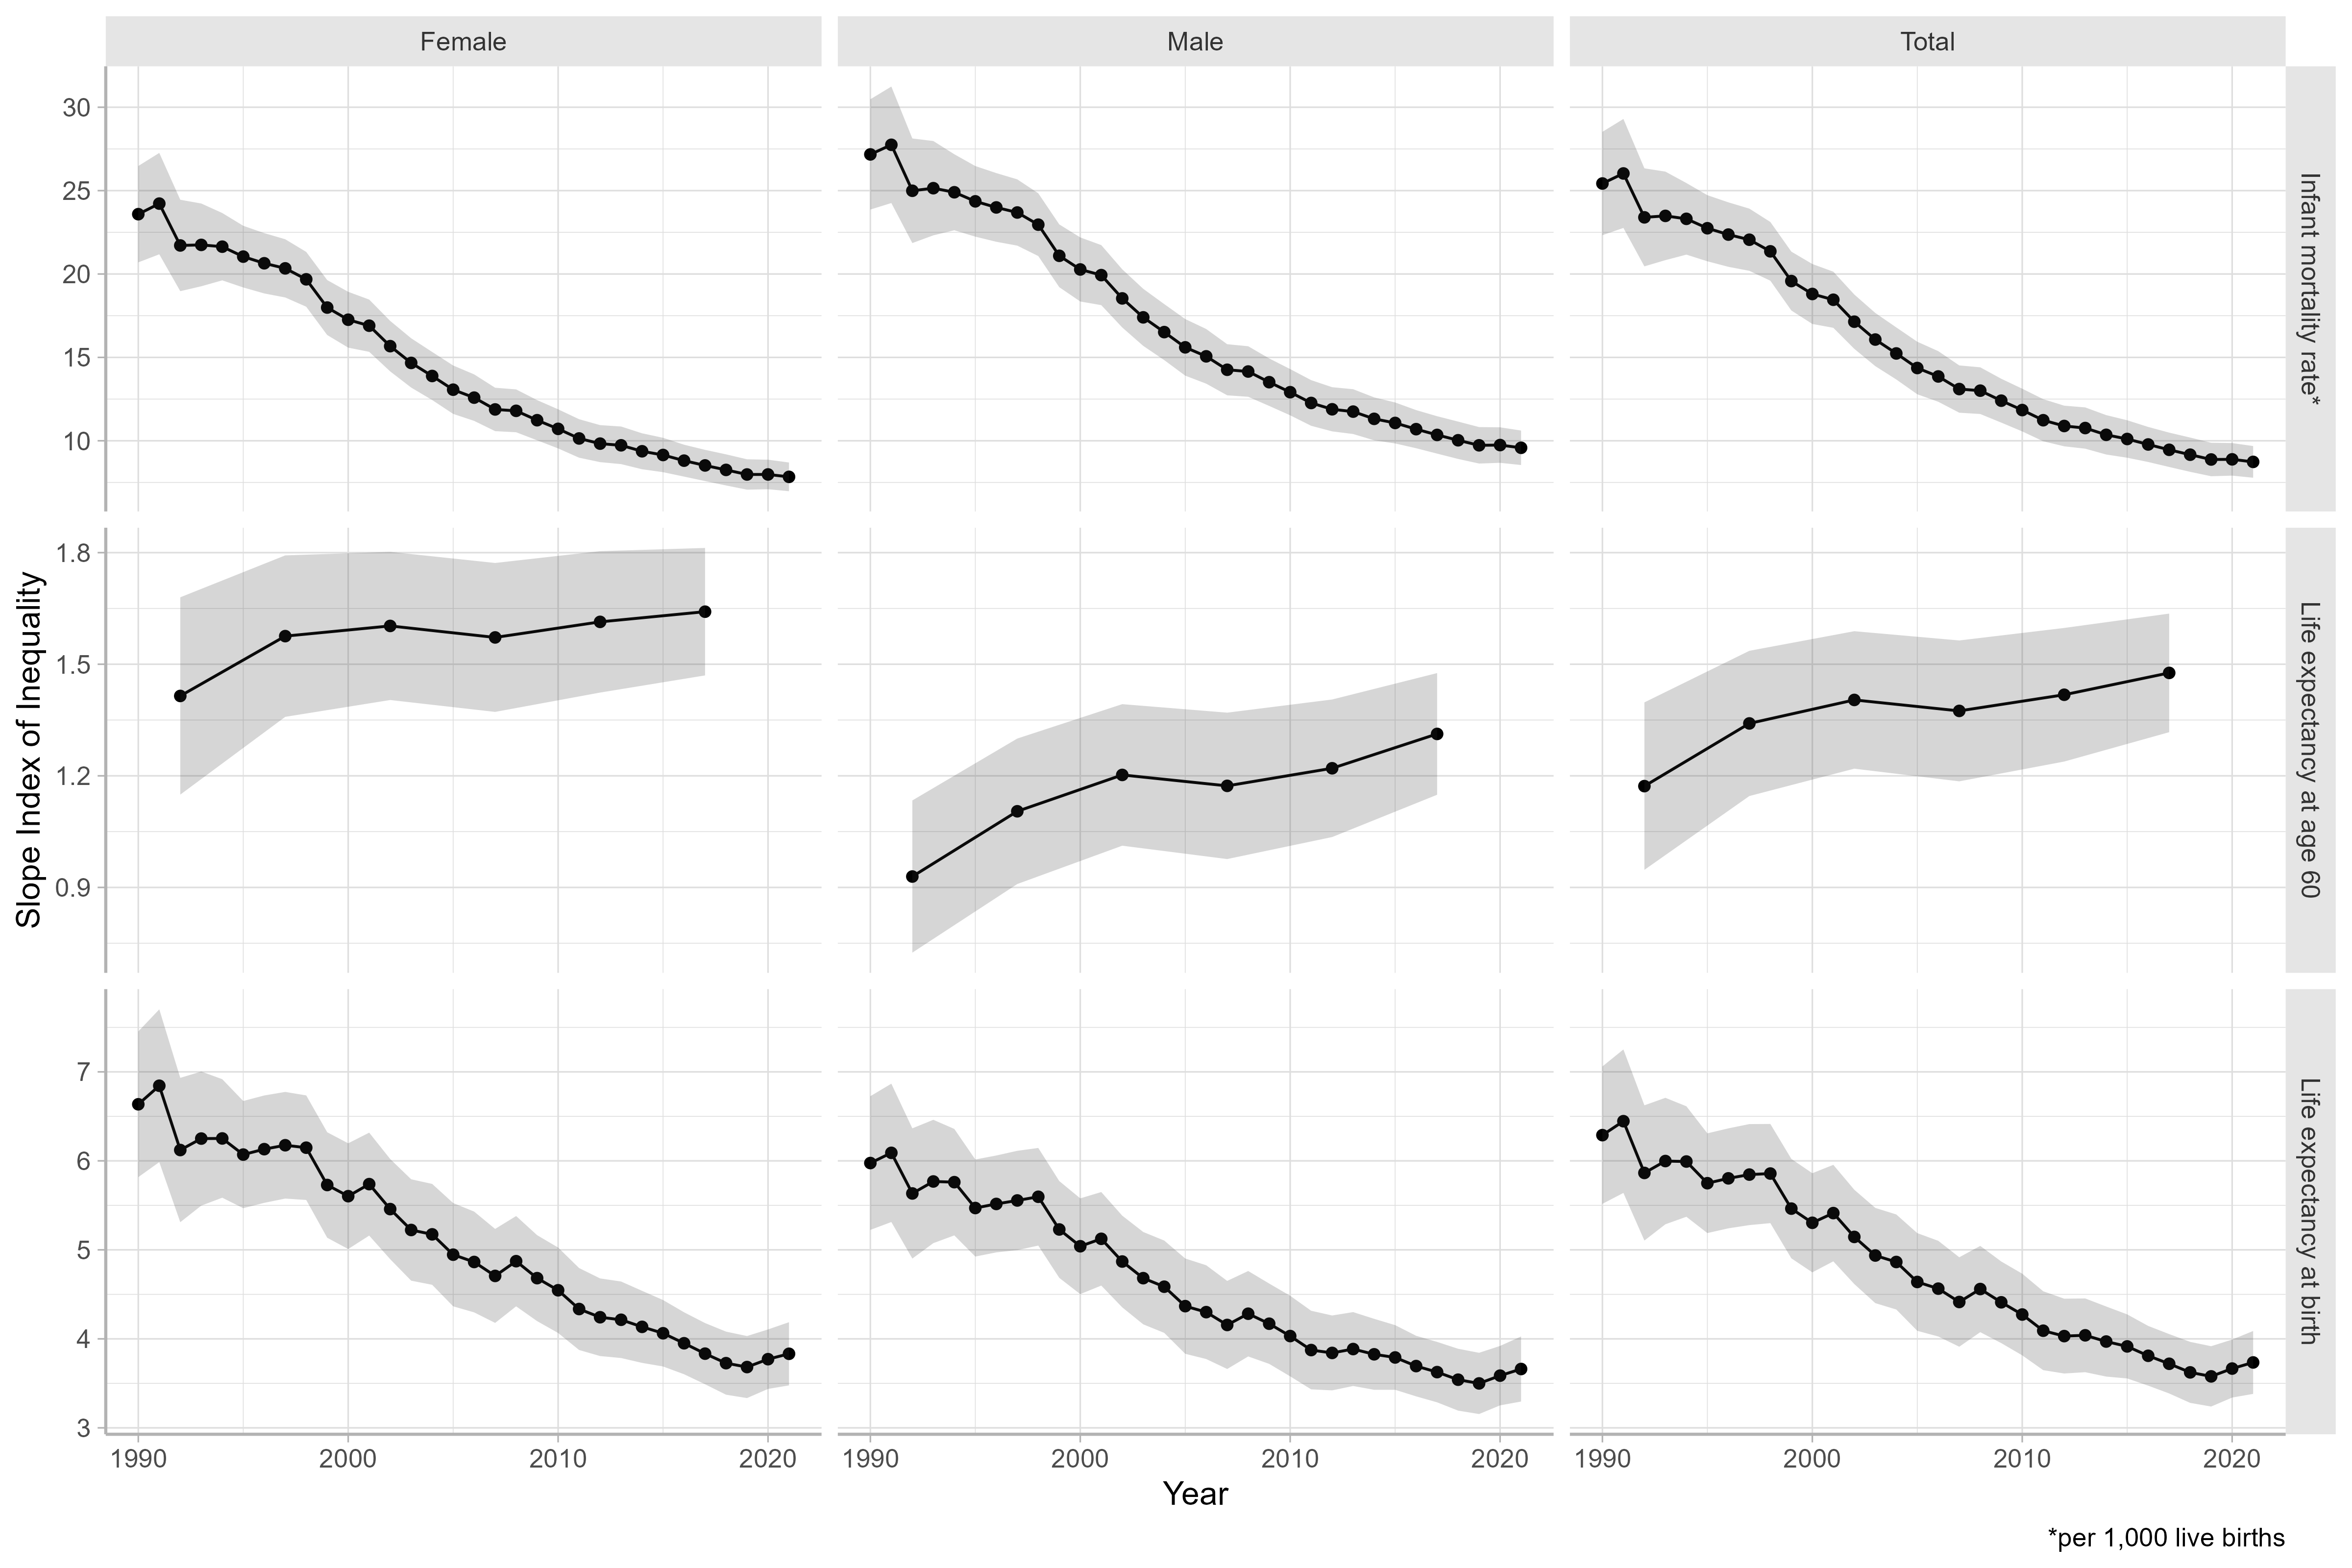 Female
Male
Total
30
25
20
15
10
Infant mortality rate*
Slope Index of Inequality
1.8
1.5
1.2
0.9
Life expectancy at age 60
7
6
5
4
3
Life expectancy at birth
1990 2000 2010 2020
1990 2000 2010 2020
1990 2000 2010 2020
Year
*per 1,000 live births